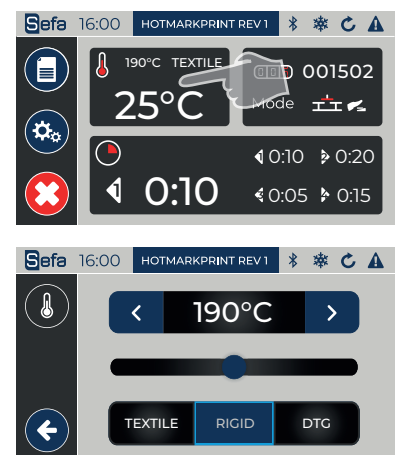 Sefa 16:00 HOTMARKPRINT REV 1
190°C TEXTILE
25°C
001502
Mode
0:10 0:20
1 0:10
0:05 0:15
Sefa 16:00 HOTMARKPRINT REV 1
< 190°C >
TEXTILE RIGID DTG